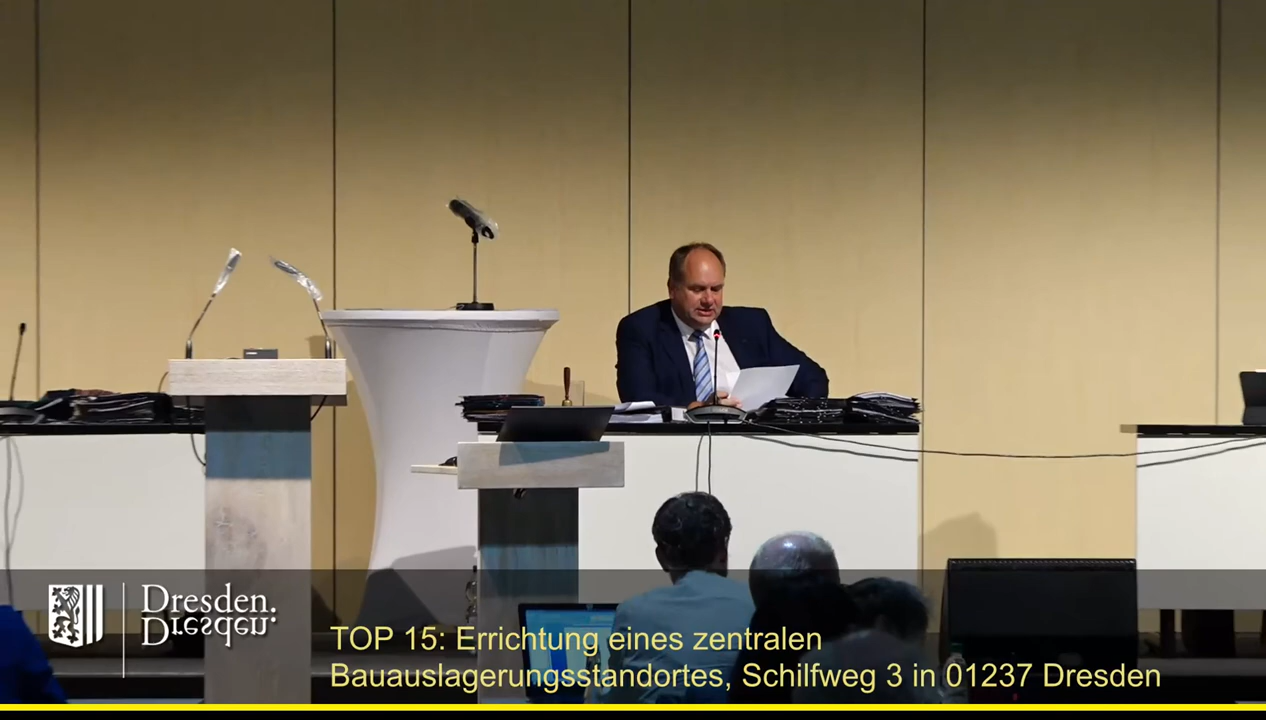 Dresden.
Dresden.
TOP 15: Errichtung eines zentralen
Bauauslagerungsstandortes, Schilfweg 3 in 01237 Dresden